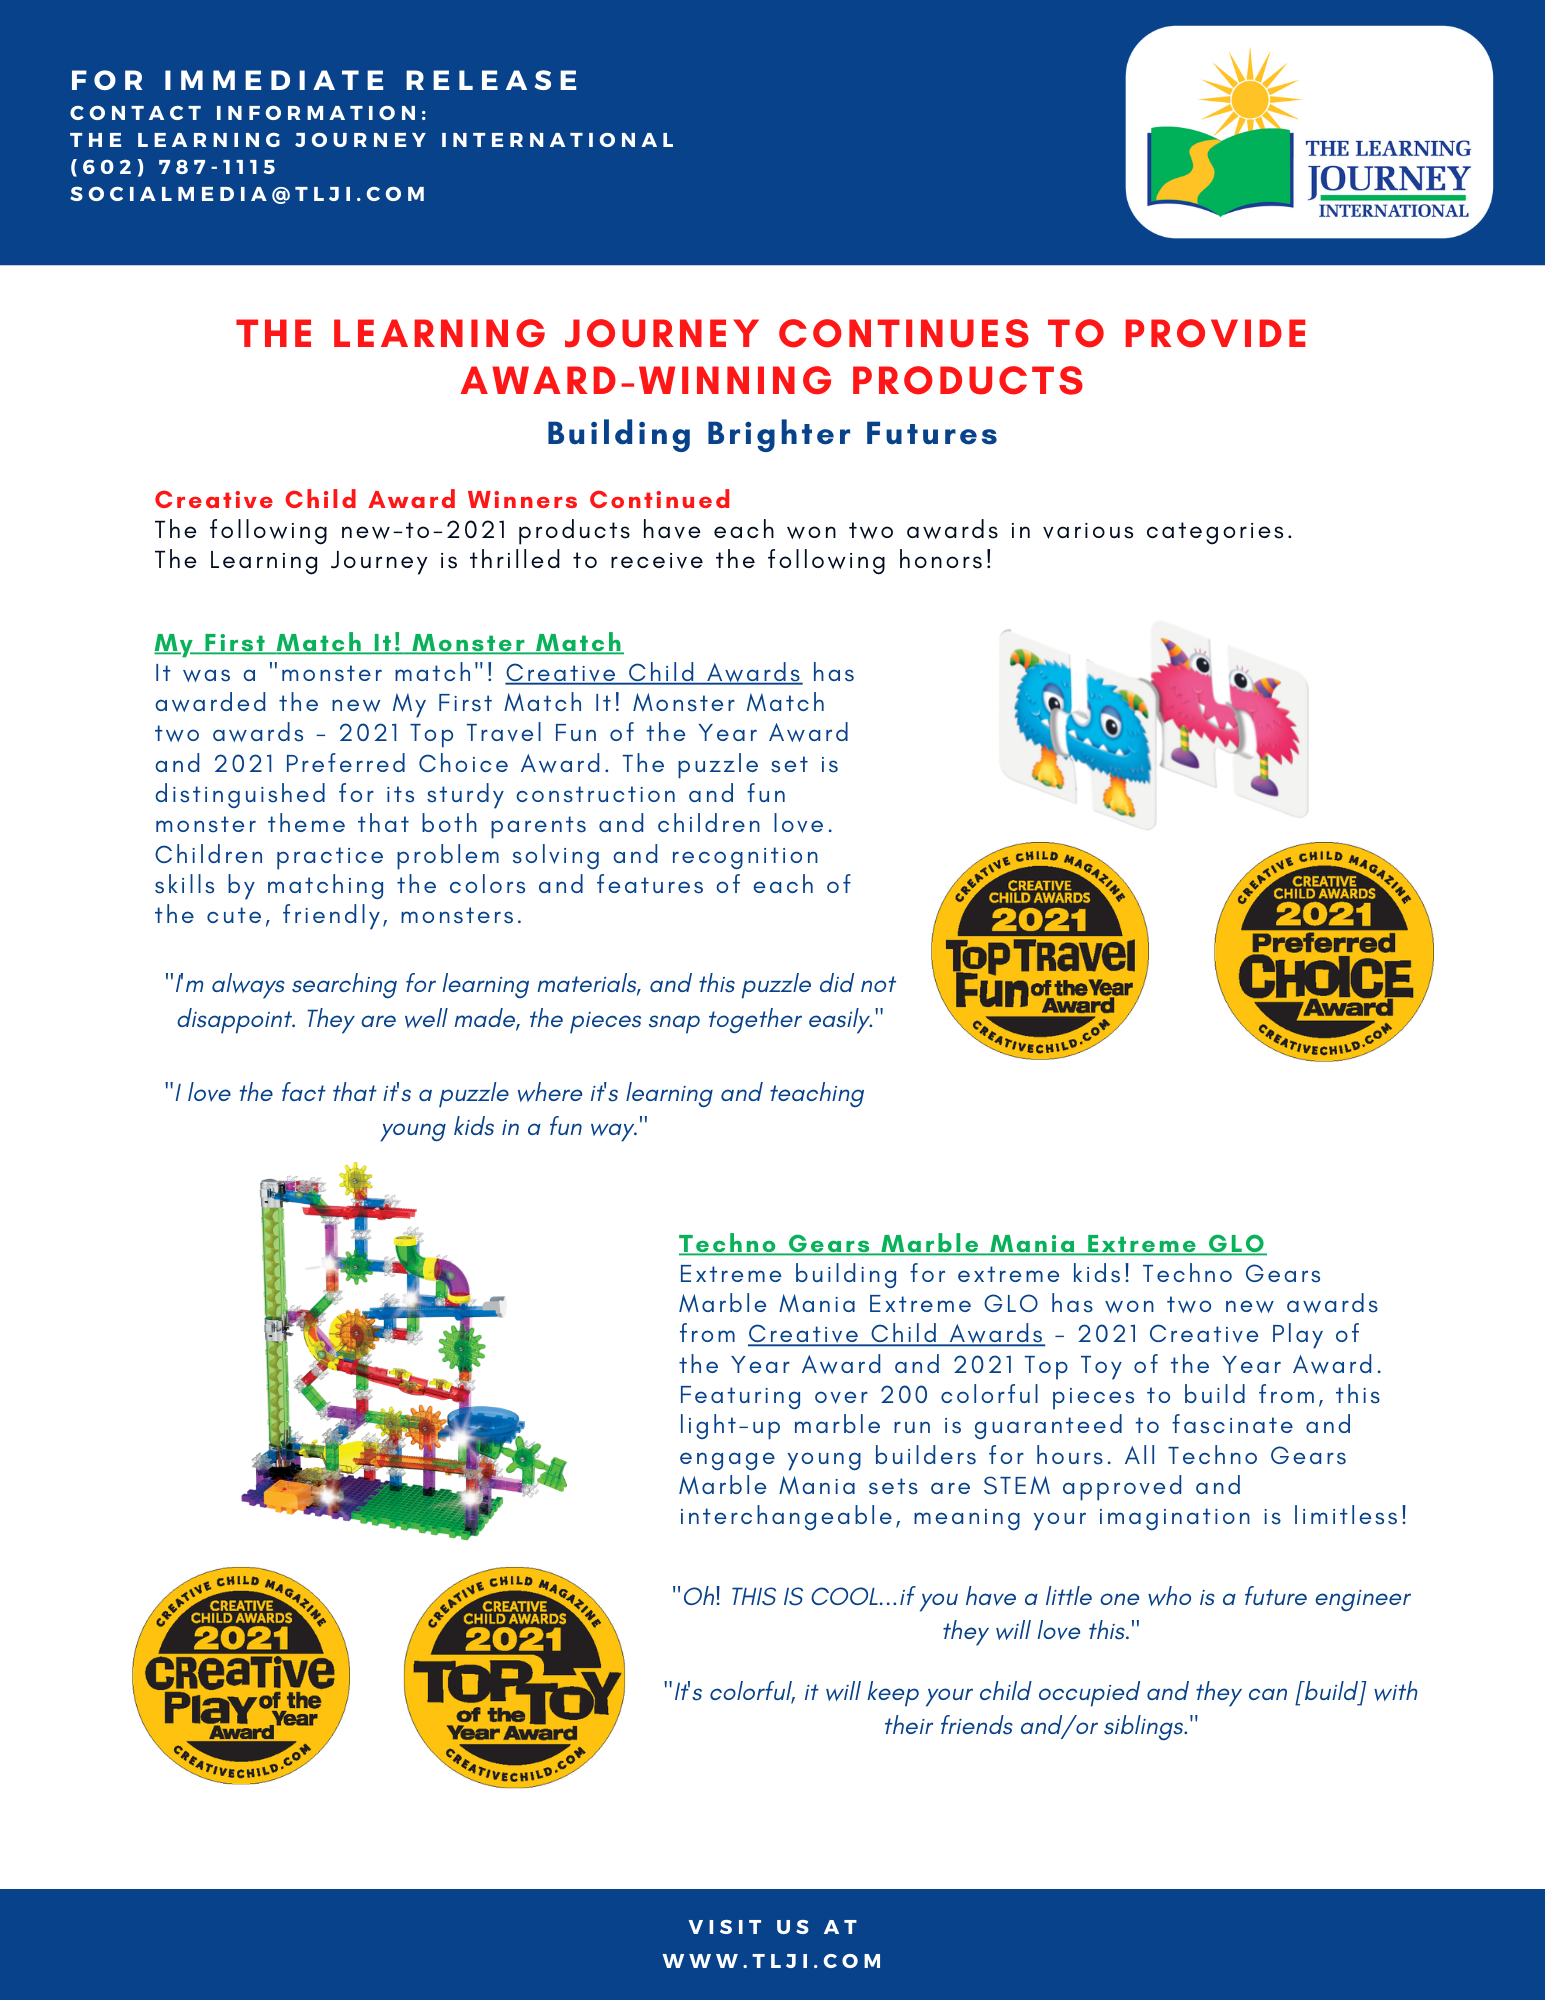 FOR IMMEDIATE RELEASE
CONTACT INFORMATION:
THE LEARNING JOURNEY INTERNATIONAL
(602) 787-1115
SOCIALMEDIA@TLJI.COM
THE LEARNING
JOURNEY
INTERNATIONAL
THE LEARNING JOURNEY CONTINUES TO PROVIDE
AWARD-WINNING PRODUCTS
Building Brighter Futures
Creative Child Award Winners Continued
The following new-to-2021 products have each won two awards in various categories.
The Learning Journey is thrilled to receive the following honors!
My First Match It! Monster Match
It was a "monster match"! Creative Child Awards has
awarded the new My First Match It! Monster Match
two awards - 2021 Top Travel Fun of the Year Award
and 2021 Preferred Choice Award. The puzzle set is
distinguished for its sturdy construction and fun
monster theme that both parents and children love.
Children practice problem solving and recognition
skills by matching the colors and features of each of
the cute, friendly, monsters.
"I'm always searching for learning materials, and this puzzle did not
disappoint. They are well made, the pieces snap together easily."
"I love the fact that it's a puzzle where it's learning and teaching
young kids in a fun way."
CREATIVE CHILD MAGAZINE
CREATIVE
CHILD AWARDS
2021
Top Travel
Fun of the Year
Award
CREATIVECHILD.COM
CREATIVE CHILD MAGAZINE
CREATIVE
CHILD AWARDS
2021
Preferred
CHOICE
Award
CREATIVECHILD.COM
Techno Gears Marble Mania Extreme GLO
Extreme building for extreme kids! Techno Gears
Marble Mania Extreme GLO has won two new awards
from Creative Child Awards - 2021 Creative Play of
the Year Award and 2021 Top Toy of the Year Award.
Featuring over 200 colorful pieces to build from, this
light-up marble run is guaranteed to fascinate and
engage young builders for hours. All Techno Gears
Marble Mania sets are STEM approved and
interchangeable, meaning your imagination is limitless!
"Oh! THIS IS COOL...if you have a little one who is a future engineer
they will love this."
"It's colorful, it will keep your child occupied and they can [build] with
their friends and/or siblings."
CREATIVE CHILD MAGAZINE
CREATIVE
CHILD AWARDS
2021
CREATIVE
PLAY of the
Year
Award
CREATIVECHILD.COM
CREATIVE CHILD MAGAZINE
CREATIVE
CHILD AWARDS
2021
TOP TOY
of the
Year Award
CREATIVECHILD.COM
VISIT US AT
WWW.TLJI.COM